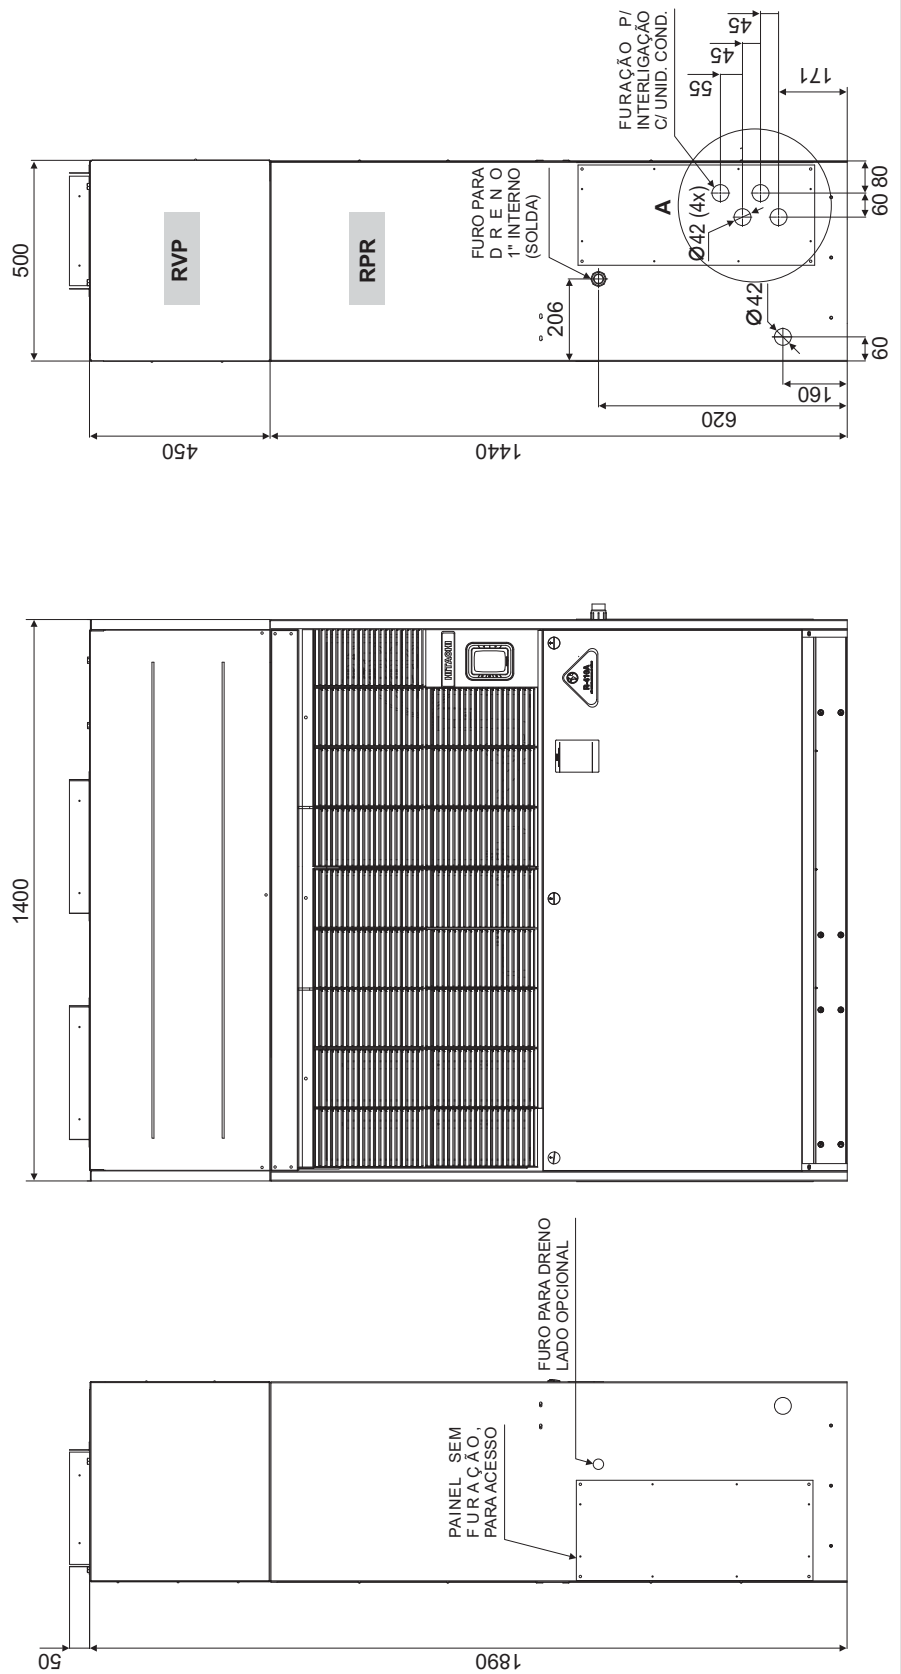 500
RVP
RPR
FURO PARA
D R E N O
1" INTERNO
(SOLDA)
FURAÇÃO P/
INTERLIGAÇÃO
C/ UNID. COND.
45
45
55
171
A
Ø42 (4x)
80
60
206
Ø42
60
160
620
450
1440
1400
HITACHI
R-410A
FURO PARA DRENO
LADO OPCIONAL
PAINEL SEM
FURAÇÃO,
PARA ACESSO
50
1890